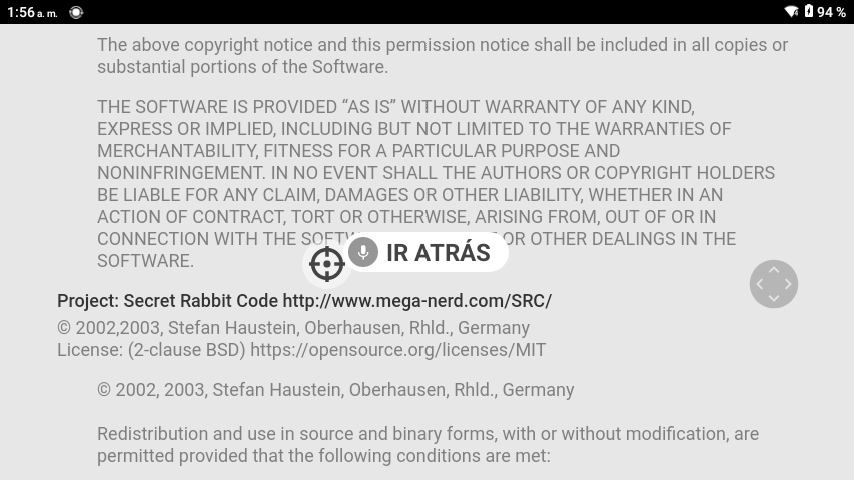 1:56 a. m.
94 %
The above copyright notice and this permission notice shall be included in all copies or
substantial portions of the Software.
THE SOFTWARE IS PROVIDED “AS IS” WITHOUT WARRANTY OF ANY KIND,
EXPRESS OR IMPLIED, INCLUDING BUT NOT LIMITED TO THE WARRANTIES OF
MERCHANTABILITY, FITNESS FOR A PARTICULAR PURPOSE AND
NONINFRINGEMENT. IN NO EVENT SHALL THE AUTHORS OR COPYRIGHT HOLDERS
BE LIABLE FOR ANY CLAIM, DAMAGES OR OTHER LIABILITY, WHETHER IN AN
ACTION OF CONTRACT, TORT OR OTHERWISE, ARISING FROM, OUT OF OR IN
CONNECTION WITH THE OR OTHER DEALINGS IN THE
IR ATRÁS
SOFTWARE.
Project: Secret Rabbit Code http://www.mega-nerd.com/SRC/
© 2002,2003, Stefan Haustein, Oberhausen, Rhld., Germany
License: (2-clause BSD) https://opensource.org/licenses/MIT
© 2002, 2003, Stefan Haustein, Oberhausen, Rhld., Germany
Redistribution and use in source and binary forms, with or without modification, are
permitted provided that the following conditions are met: